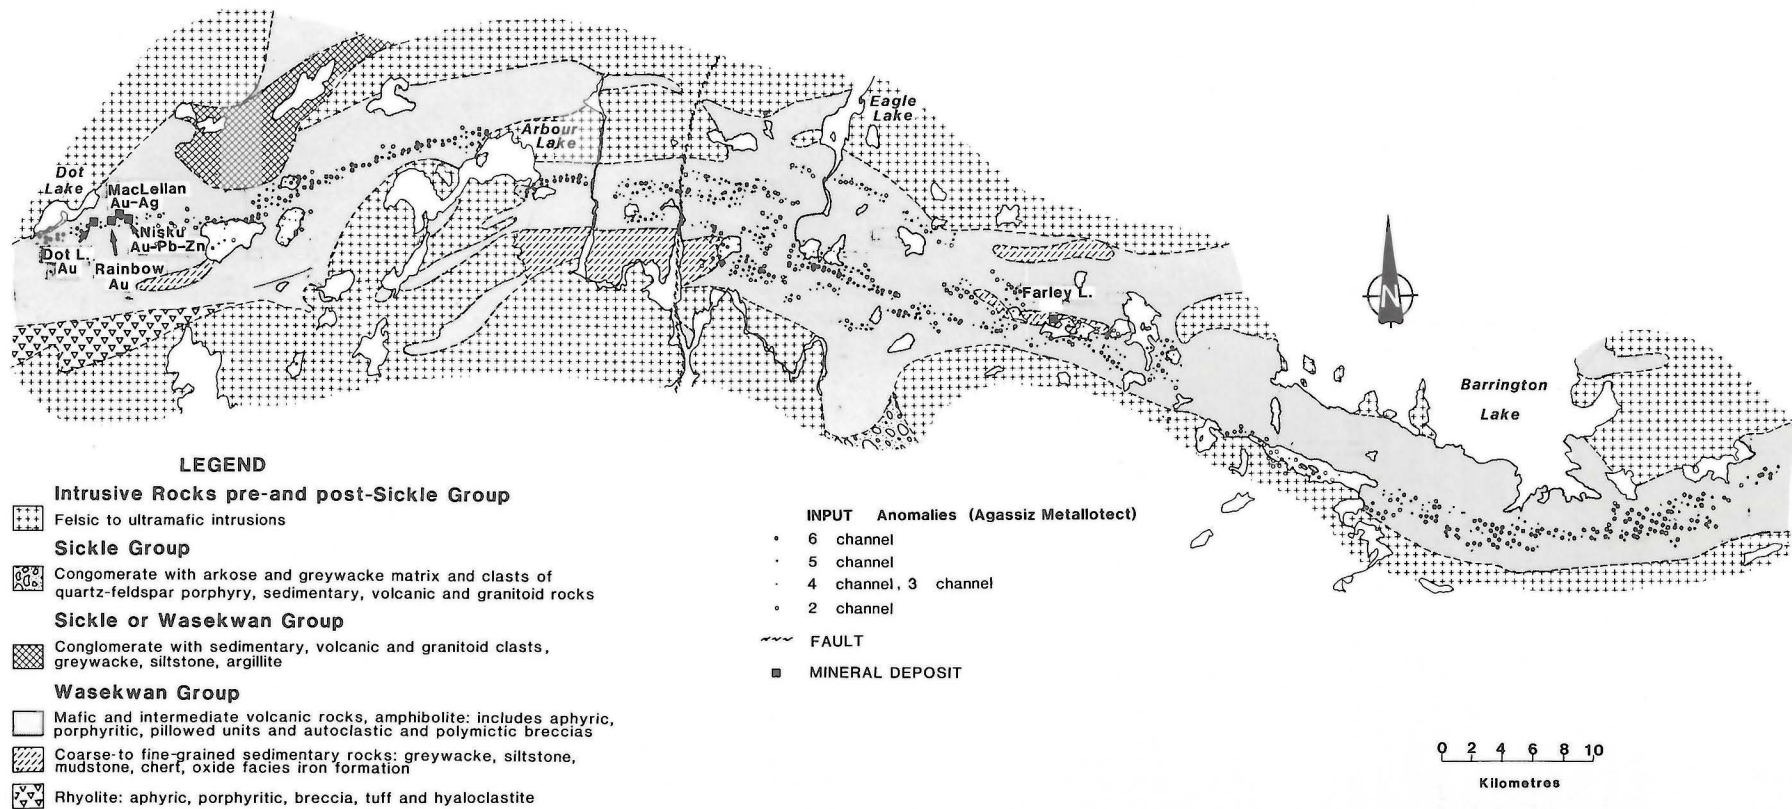 Eagle
Lake
Arbour
Lake
Dot
Lake
MacLellan
Au-Ag
Nisku
Au-Pb-Zn
Dot L.
Au
Rainbow
Au
Farley L.
N
Barrington
Lake
LEGEND
Intrusive Rocks pre-and post-Sickle Group
Felsic to ultramafic intrusions
Sickle Group
Congomerate with arkose and greywacke matrix and clasts of
quartz-feldspar porphyry, sedimentary, volcanic and granitoid rocks
Sickle or Wasekwan Group
Conglomerate with sedimentary, volcanic and granitoid clasts,
greywacke, siltstone, argillite
Wasekwan Group
Mafic and intermediate volcanic rocks, amphibolite: includes aphyric,
porphyritic, pillowed units and autoclastic and polymictic breccias
Coarse-to fine-grained sedimentary rocks: greywacke, siltstone,
mudstone, chert, oxide facies iron formation
Rhyolite: aphyric, porphyritic, breccia, tuff and hyaloclastite
INPUT Anomalies (Agassiz Metallotect)
6 channel
5 channel
4 channel, 3 channel
2 channel
FAULT
MINERAL DEPOSIT
0 2 4 6 8 10
Kilometres